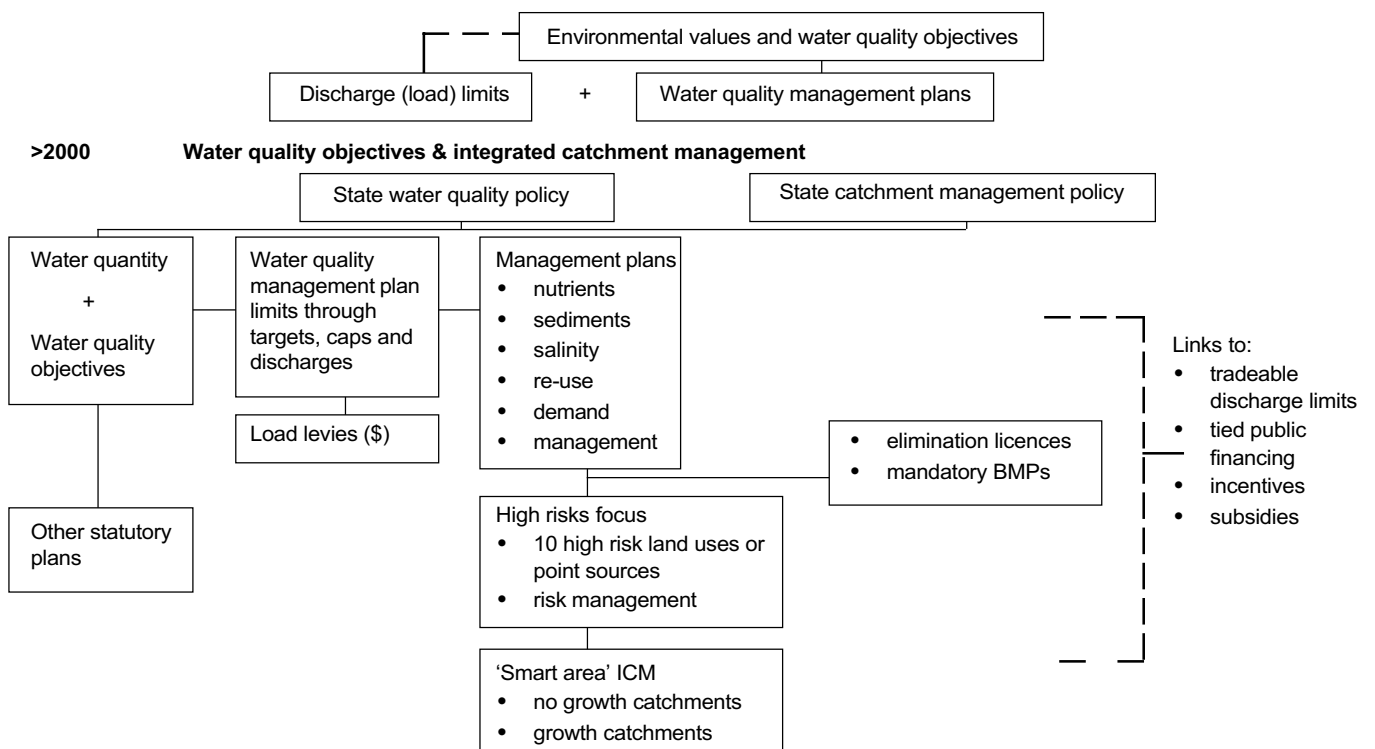 Environmental values and water quality objectives
Discharge (load) limits
+
Water quality management plans
>2000 Water quality objectives & integrated catchment management
State water quality policy
State catchment management policy
Water quantity
+
Water quality
objectives
Water quality
management plan
limits through
targets, caps and
discharges
Management plans
• nutrients
• sediments
• salinity
• re-use
• demand
• management
Load levies ($)
• elimination licences
• mandatory BMPs
Links to:
• tradeable
discharge limits
• tied public
• financing
• incentives
• subsidies
Other statutory
plans
High risks focus
• 10 high risk land uses or
point sources
• risk management
‘Smart area’ ICM
• no growth catchments
• growth catchments